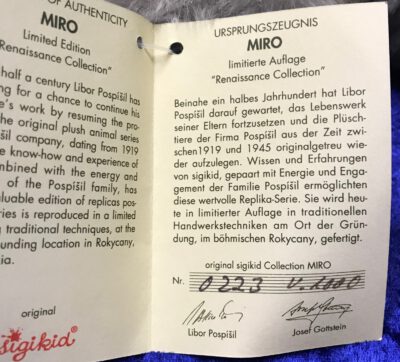 OF AUTHENTICITY
MIRO
Limited Edition
"Renaissance Collection"
half a century Libor Pospíšil has
ng for a chance to continue his
e's work by resuming the pro-
he original plush animal series
šil company, dating from 1919
e know-how and experience of
mbined with the energy and
of the Pospíšil family, has
luable edition of replicas pos-
ries is reproduced in a limited
g traditional techniques, at the
unding location in Rokycany,
ia.
original
sigikid®
URSPRUNGSZEUGNIS
MIRO
limitierte Auflage
"Renaissance Collection"
Beinahe ein halbes Jahrhundert hat Libor
Pospíšil darauf gewartet, das Lebenswerk
seiner Eltern fortzusetzen und die Plüsch-
tiere der Firma Pospíšil aus der Zeit zwi-
schen1919 und 1945 originalgetreu wie-
der aufzulegen. Wissen und Erfahrungen
von sigikid, gepaart mit Energie und Enga-
gement der Familie Pospíšil ermöglichten
diese wertvolle Replika-Serie. Sie wird heu-
te in limitierter Auflage in traditionellen
Handwerkstechniken am Ort der Grün-
dung, im böhmischen Rokycany, gefertigt.
original sigikid Collection MIRO
Nr. 0223 v. 2000
Libor Pospíšil
Josef Gottstein